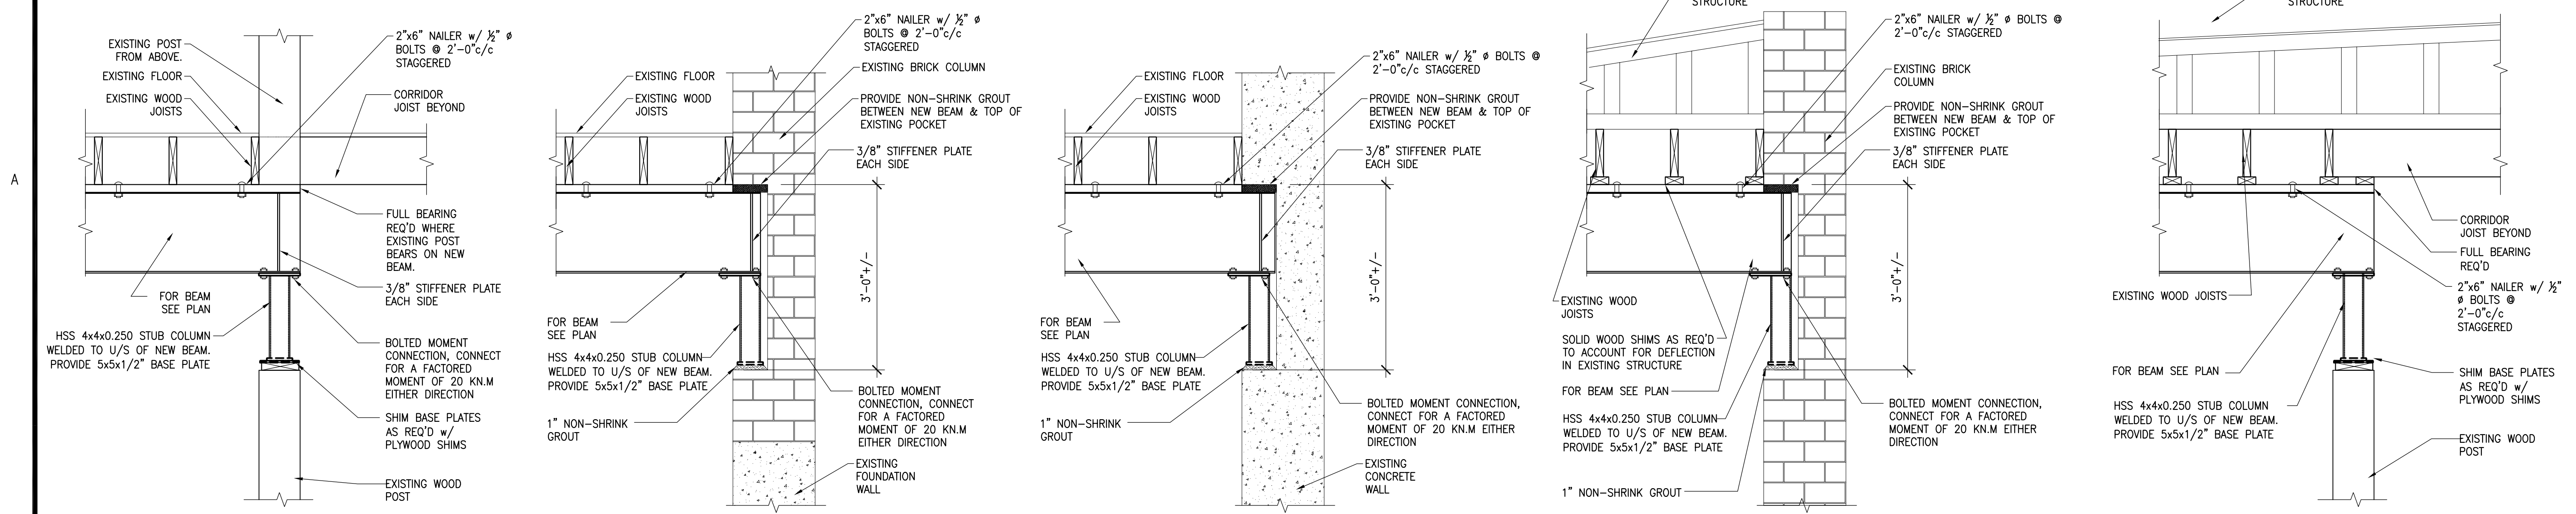 A
EXISTING POST
FROM ABOVE.
EXISTING FLOOR
EXISTING WOOD
JOISTS
2"x6" NAILER w/ ½" ø
BOLTS @ 2'-0"c/c
STAGGERED
CORRIDOR
JOIST BEYOND
FULL BEARING
REQ'D WHERE
EXISTING POST
BEARS ON NEW
BEAM.
3/8" STIFFENER PLATE
EACH SIDE
FOR BEAM
SEE PLAN
HSS 4x4x0.250 STUB COLUMN
WELDED TO U/S OF NEW BEAM.
PROVIDE 5x5x1/2" BASE PLATE
BOLTED MOMENT
CONNECTION, CONNECT
FOR A FACTORED
MOMENT OF 20 KN.M
EITHER DIRECTION
SHIM BASE PLATES
AS REQ'D w/
PLYWOOD SHIMS
EXISTING WOOD
POST
2"x6" NAILER w/ ½" ø
BOLTS @ 2'-0"c/c
STAGGERED
EXISTING FLOOR
EXISTING WOOD
JOISTS
EXISTING BRICK COLUMN
PROVIDE NON-SHRINK GROUT
BETWEEN NEW BEAM & TOP OF
EXISTING POCKET
3/8" STIFFENER PLATE
EACH SIDE
3'-0"+/-
FOR BEAM
SEE PLAN
HSS 4x4x0.250 STUB COLUMN
WELDED TO U/S OF NEW BEAM.
PROVIDE 5x5x1/2" BASE PLATE
1" NON-SHRINK
GROUT
BOLTED MOMENT
CONNECTION, CONNECT
FOR A FACTORED
MOMENT OF 20 KN.M
EITHER DIRECTION
EXISTING
FOUNDATION
WALL
EXISTING FLOOR
EXISTING WOOD
JOISTS
2"x6" NAILER w/ ½" ø BOLTS @
2'-0"c/c STAGGERED
PROVIDE NON-SHRINK GROUT
BETWEEN NEW BEAM & TOP OF
EXISTING POCKET
3/8" STIFFENER PLATE
EACH SIDE
3'-0"+/-
FOR BEAM
SEE PLAN
HSS 4x4x0.250 STUB COLUMN
WELDED TO U/S OF NEW BEAM.
PROVIDE 5x5x1/2" BASE PLATE
1" NON-SHRINK
GROUT
BOLTED MOMENT CONNECTION,
CONNECT FOR A FACTORED
MOMENT OF 20 KN.M EITHER
DIRECTION
EXISTING
CONCRETE
WALL
STRUCTURE
2"x6" NAILER w/ ½" ø BOLTS @
2'-0"c/c STAGGERED
EXISTING BRICK
COLUMN
PROVIDE NON-SHRINK GROUT
BETWEEN NEW BEAM & TOP OF
EXISTING POCKET
3/8" STIFFENER PLATE
EACH SIDE
3'-0"+/-
EXISTING WOOD
JOISTS
SOLID WOOD SHIMS AS REQ'D
TO ACCOUNT FOR DEFLECTION
IN EXISTING STRUCTURE
FOR BEAM SEE PLAN
HSS 4x4x0.250 STUB COLUMN
WELDED TO U/S OF NEW BEAM.
PROVIDE 5x5x1/2" BASE PLATE
1" NON-SHRINK GROUT
BOLTED MOMENT CONNECTION,
CONNECT FOR A FACTORED
MOMENT OF 20 KN.M EITHER
DIRECTION
STRUCTURE
CORRIDOR
JOIST BEYOND
FULL BEARING
REQ'D
2"x6" NAILER w/ ½"
ø BOLTS @
2'-0"c/c
STAGGERED
EXISTING WOOD JOISTS
FOR BEAM SEE PLAN
HSS 4x4x0.250 STUB COLUMN
WELDED TO U/S OF NEW BEAM.
PROVIDE 5x5x1/2" BASE PLATE
SHIM BASE PLATES
AS REQ'D w/
PLYWOOD SHIMS
EXISTING WOOD
POST